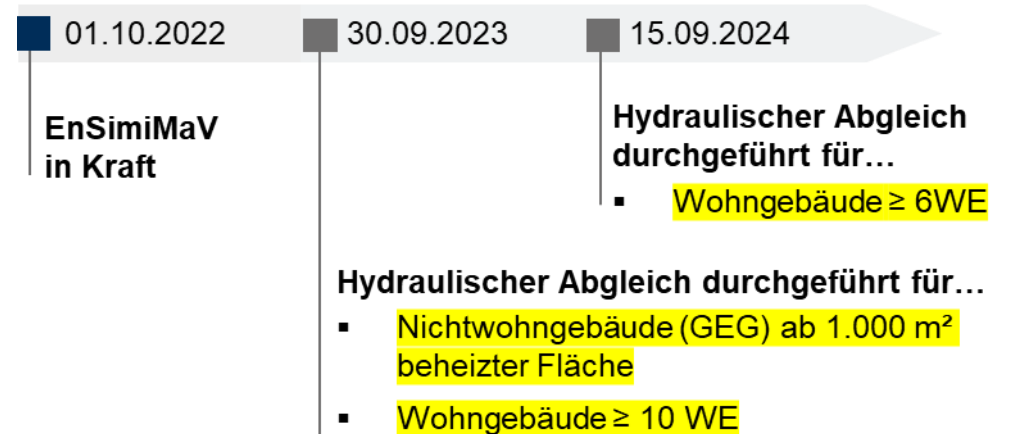 01.10.2022
30.09.2023
15.09.2024
EnSimiMaV
in Kraft
Hydraulischer Abgleich
durchgeführt für…
▪ Wohngebäude ≥ 6WE
Hydraulischer Abgleich durchgeführt für…
▪ Nichtwohngebäude (GEG) ab 1.000 m²
beheizter Fläche
▪ Wohngebäude ≥ 10 WE